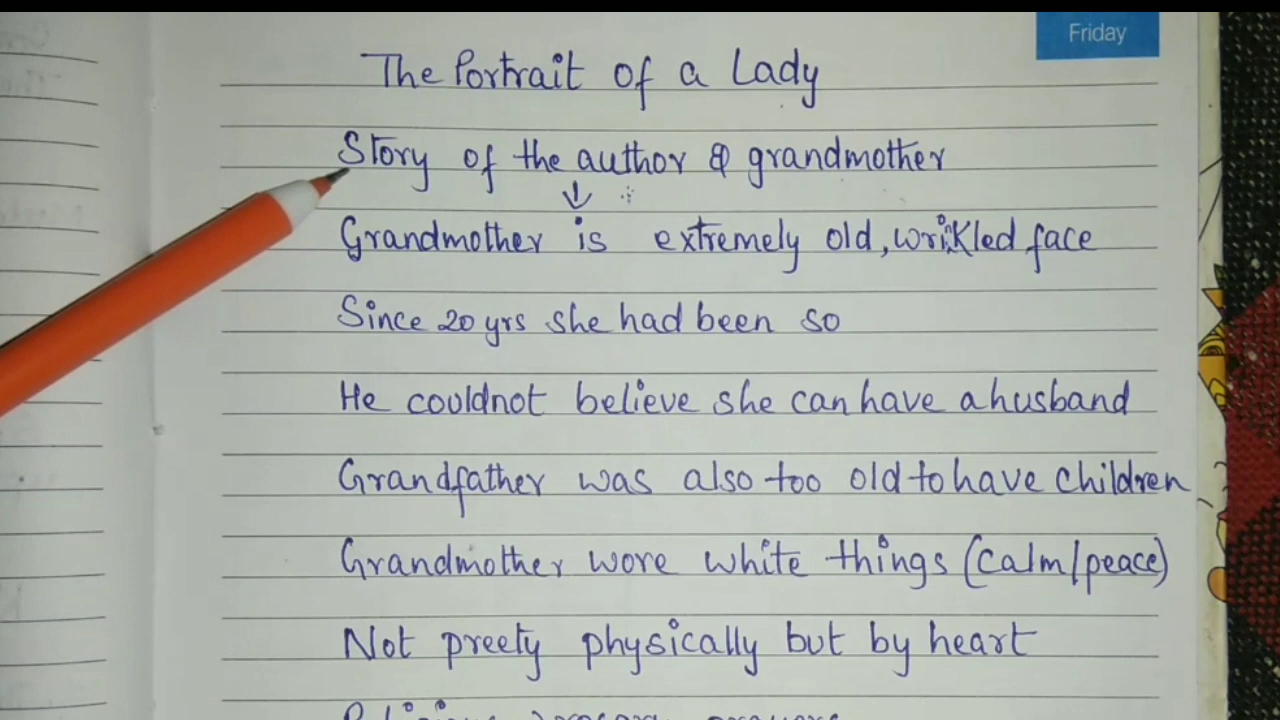 Friday
The Portrait of a Lady
Story of the author & grandmother
Grandmother is extremely old, wrinkled face
Since 20 yrs she had been so
He couldnot believe she can have a husband
Grandfather was also too old to have children
Grandmother wore white things (calm/peace)
Not preety physically but by heart